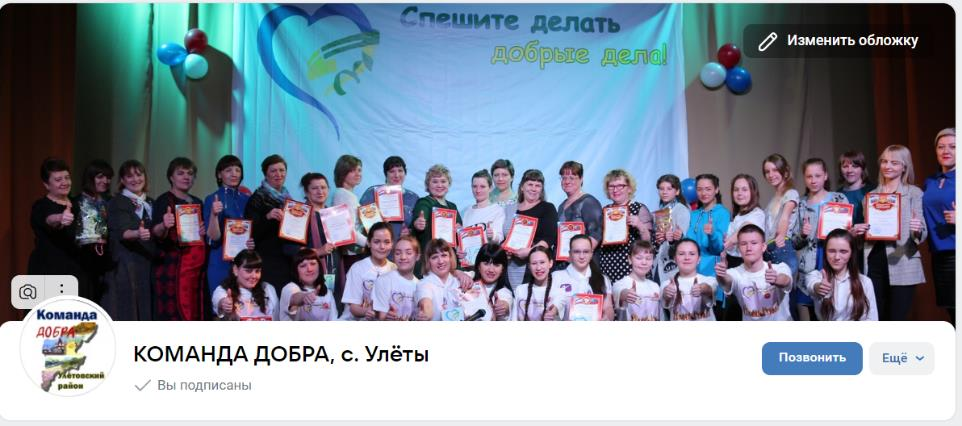 Спешите делать
добрые дела!
Изменить обложку
Команда
ДОБРА
Улётовский
район
КОМАНДА ДОБРА, с. Улёты
Вы подписаны
Позвонить
Ещё